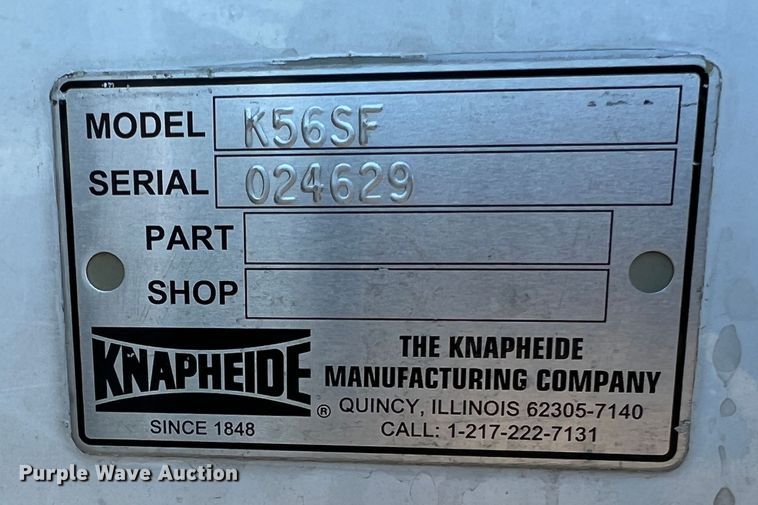 MODEL K56SF
SERIAL 024629
PART
SHOP
KNAPHEIDE
®
SINCE 1848
THE KNAPHEIDE
MANUFACTURING COMPANY
QUINCY, ILLINOIS 62305-7140
CALL: 1-217-222-7131
Purple Wave Auction